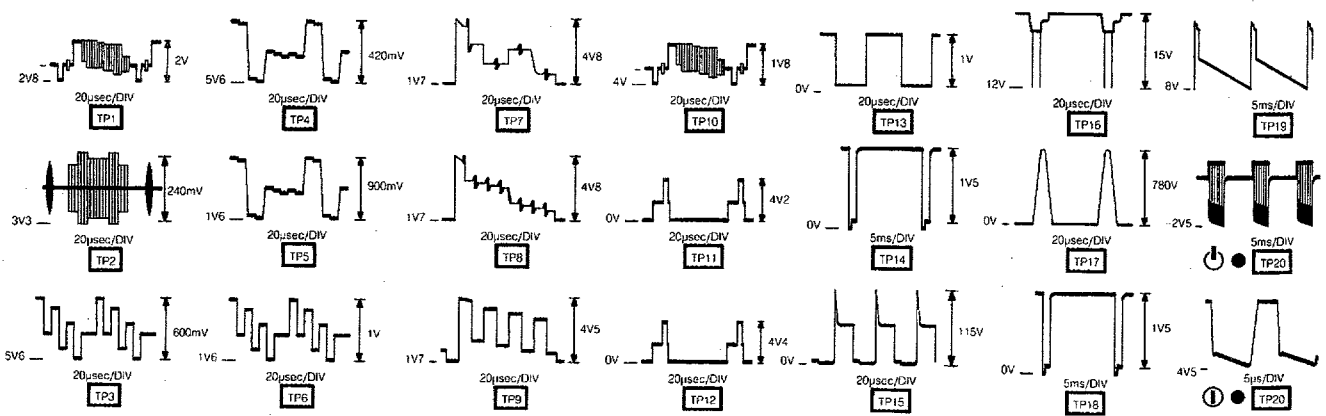 2V8 2V
20µsec/DIV
TP1
5V6 420mV
20µsec/DIV
TP4
1V7 4V8
20µsec/DIV
TP7
4V 1V8
20µsec/DIV
TP10
0V 1V
20µsec/DIV
TP13
12V 15V
20µsec/DIV
TP16
8V
5ms/DIV
TP19
3V3 240mV
20µsec/DIV
TP2
1V6 900mV
20µsec/DIV
TP5
1V7 4V8
20µsec/DIV
TP8
0V 4V2
20µsec/DIV
TP11
0V 1V5
5ms/DIV
TP14
0V 780V
20µsec/DIV
TP17
-2V5
5ms/DIV
TP20
5V6 600mV
20µsec/DIV
TP3
1V6 1V
20µsec/DIV
TP6
1V7 4V5
20µsec/DIV
TP9
0V 4V4
20µsec/DIV
TP12
0V 115V
20µsec/DIV
TP15
0V 1V5
5ms/DIV
TP18
4V5
5µs/DIV
TP20